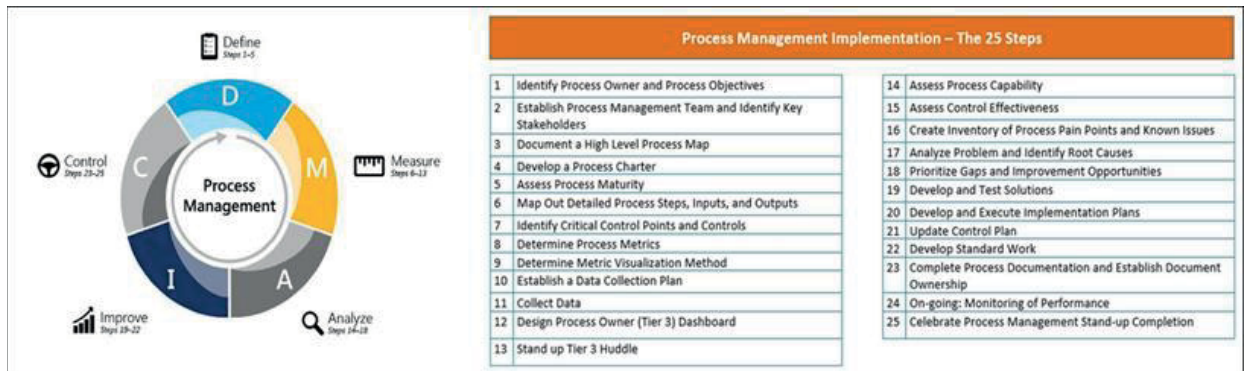 Define
Steps 1–5
D
M
A
I
C
Measure
Steps 6–13
Analyze
Steps 14–18
Improve
Steps 19–22
Control
Steps 23–25
Process
Management
Process Management Implementation – The 25 Steps
1 Identify Process Owner and Process Objectives
2 Establish Process Management Team and Identify Key
Stakeholders
3 Document a High Level Process Map
4 Develop a Process Charter
5 Assess Process Maturity
6 Map Out Detailed Process Steps, Inputs, and Outputs
7 Identify Critical Control Points and Controls
8 Determine Process Metrics
9 Determine Metric Visualization Method
10 Establish a Data Collection Plan
11 Collect Data
12 Design Process Owner (Tier 3) Dashboard
13 Stand up Tier 3 Huddle
14 Assess Process Capability
15 Assess Control Effectiveness
16 Create Inventory of Process Pain Points and Known Issues
17 Analyze Problem and Identify Root Causes
18 Prioritize Gaps and Improvement Opportunities
19 Develop and Test Solutions
20 Develop and Execute Implementation Plans
21 Update Control Plan
22 Develop Standard Work
23 Complete Process Documentation and Establish Document
Ownership
24 On-going: Monitoring of Performance
25 Celebrate Process Management Stand-up Completion